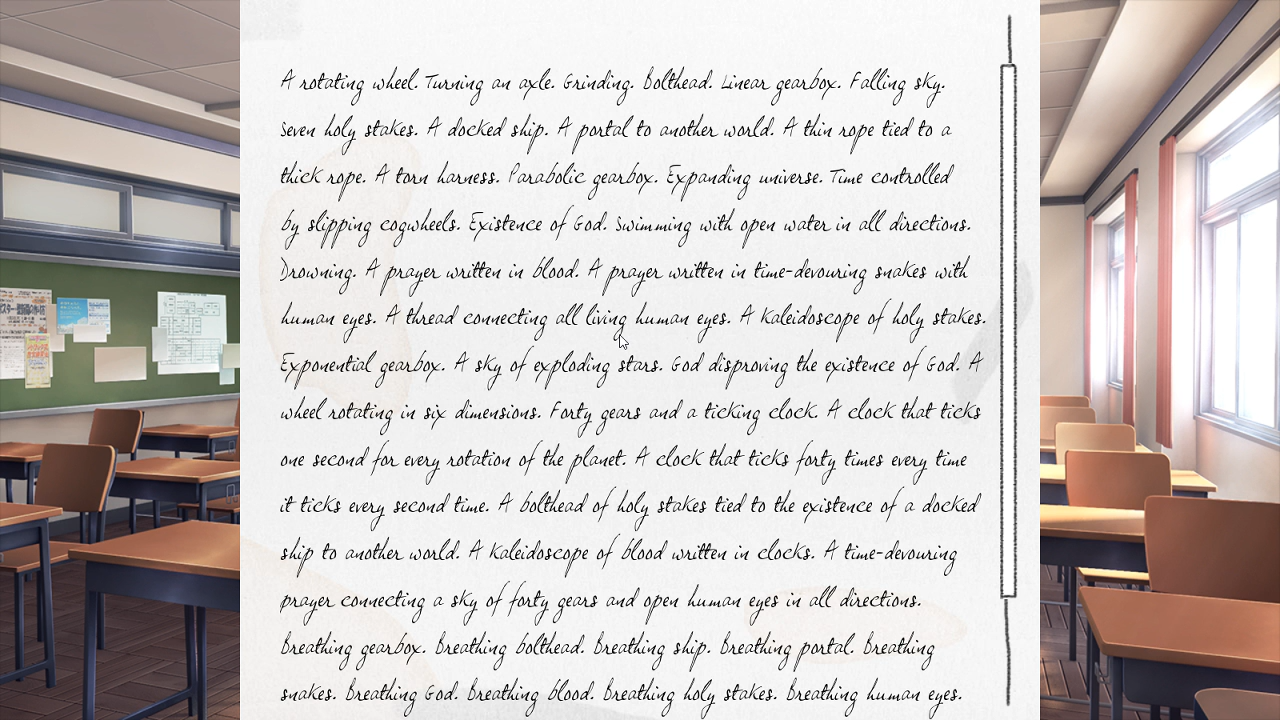 A rotating wheel. Turning an axle. Grinding. Bolthead. Linear gearbox. Falling sky.
Seven holy stakes. A docked ship. A portal to another world. A thin rope tied to a
thick rope. A torn harness. Parabolic gearbox. Expanding universe. Time controlled
by slipping cogwheels. Existence of God. Swimming with open water in all directions.
Drowning. A prayer written in blood. A prayer written in time-devouring snakes with
human eyes. A thread connecting all living human eyes. A kaleidoscope of holy stakes.
Exponential gearbox. A sky of exploding stars. God disproving the existence of God. A
wheel rotating in six dimensions. Forty gears and a ticking clock. A clock that ticks
one second for every rotation of the planet. A clock that ticks forty times every time
it ticks every second time. A bolthead of holy stakes tied to the existence of a docked
ship to another world. A kaleidoscope of blood written in clocks. A time-devouring
prayer connecting a sky of forty gears and open human eyes in all directions.
Breathing gearbox. Breathing bolthead. Breathing ship. Breathing portal. Breathing
snakes. Breathing God. Breathing blood. Breathing holy stakes. Breathing human eyes.